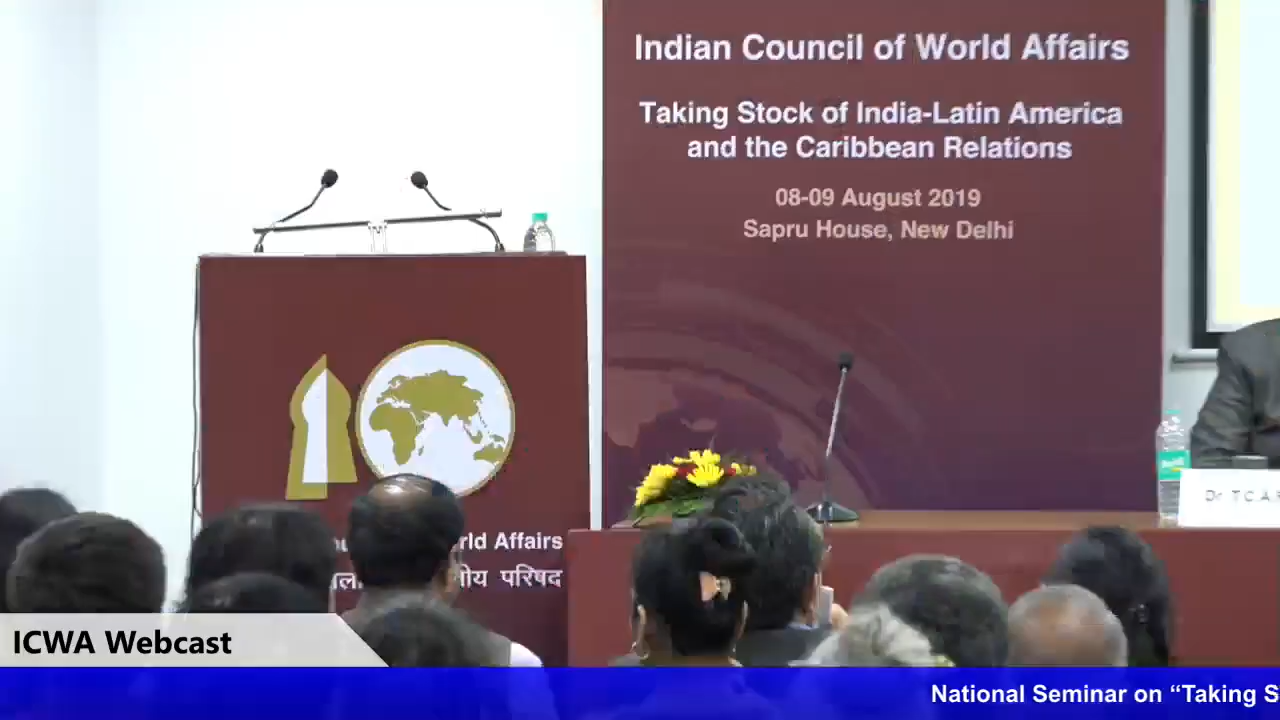 Indian Council of World Affairs
Taking Stock of India-Latin America
and the Caribbean Relations
08-09 August 2019
Sapru House, New Delhi
Affairs
परिषद
Dr T.C.A.
ICWA Webcast
National Seminar on “Taking S